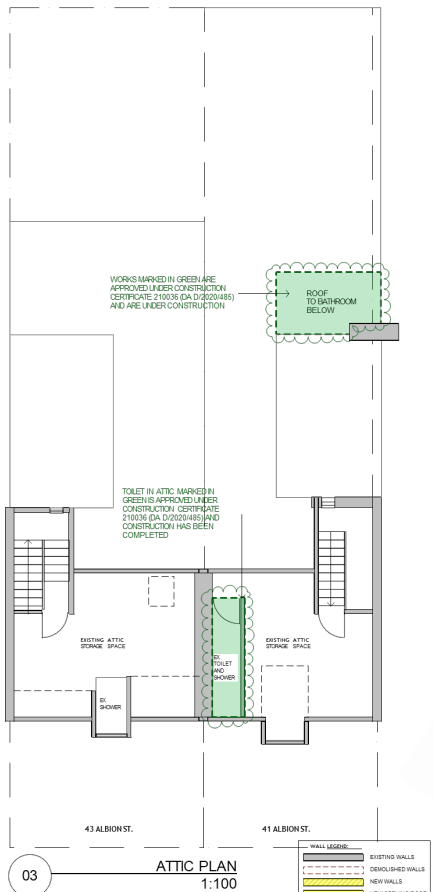 WORKS MARKED IN GREEN ARE
APPROVED UNDER CONSTRUCTION
CERTIFICATE 210036 (DA D/2020/485)
AND ARE UNDER CONSTRUCTION
ROOF
TO BATHROOM
BELOW
TOILET IN ATTIC MARKED IN
GREEN IS APPROVED UNDER
CONSTRUCTION CERTIFICATE
210036 (DA D/2020/485) AND
CONSTRUCTION HAS BEEN
COMPLETED
EXISTING ATTIC
STORAGE SPACE
EX
TOILET
AND
SHOWER
EXISTING ATTIC
STORAGE SPACE
EX
SHOWER
43 ALBION ST.
41 ALBION ST.
03
ATTIC PLAN
1:100
WALL LEGEND:
EXISTING WALLS
DEMOLISHED WALLS
NEW WALLS